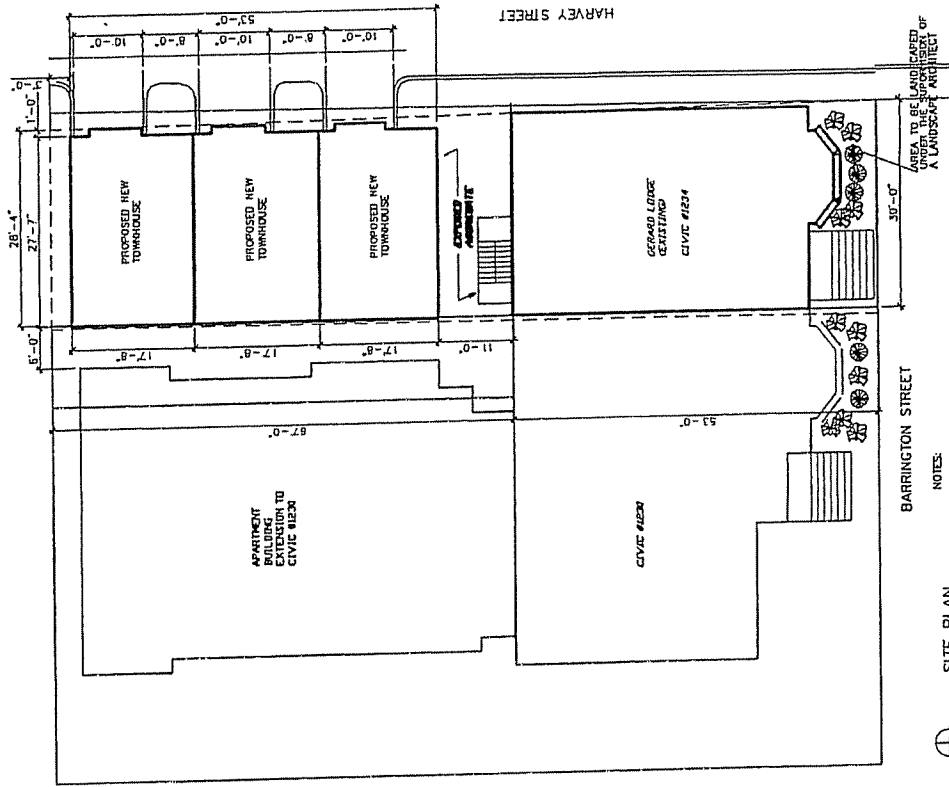 HARVEY STREET
53'-0"
10'-0"
8'-0"
10'-0"
8'-0"
10'-0"
1'-0"
28'-4"
27'-7"
6'-0"
PROPOSED NEW
TOWNHOUSE
PROPOSED NEW
TOWNHOUSE
PROPOSED NEW
TOWNHOUSE
17'-8"
17'-8"
17'-8"
11'-0"
EXPOSED
AGGREGATE
GERARD LODGE
(EXISTING)
CIVIC #1234
AREA TO BE LANDSCAPED
UNDER THE SUPERVISION OF
A LANDSCAPE ARCHITECT
39'-0"
67'-0"
53'-0"
APARTMENT
BUILDING
EXTENSION TO
CIVIC #1230
CIVIC #1230
BARRINGTON STREET
NOTES:
SITE PLAN